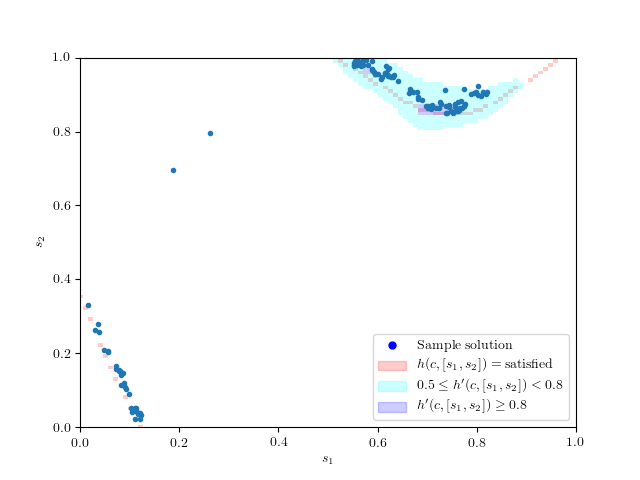 1.0
0.8
0.6
0.4
0.2
0.0
s₂
0.0 0.2 0.4 0.6 0.8 1.0
s₁
Sample solution
h(c, [s₁, s₂]) = satisfied
0.5 ≤ h′(c, [s₁, s₂]) < 0.8
h′(c, [s₁, s₂]) ≥ 0.8